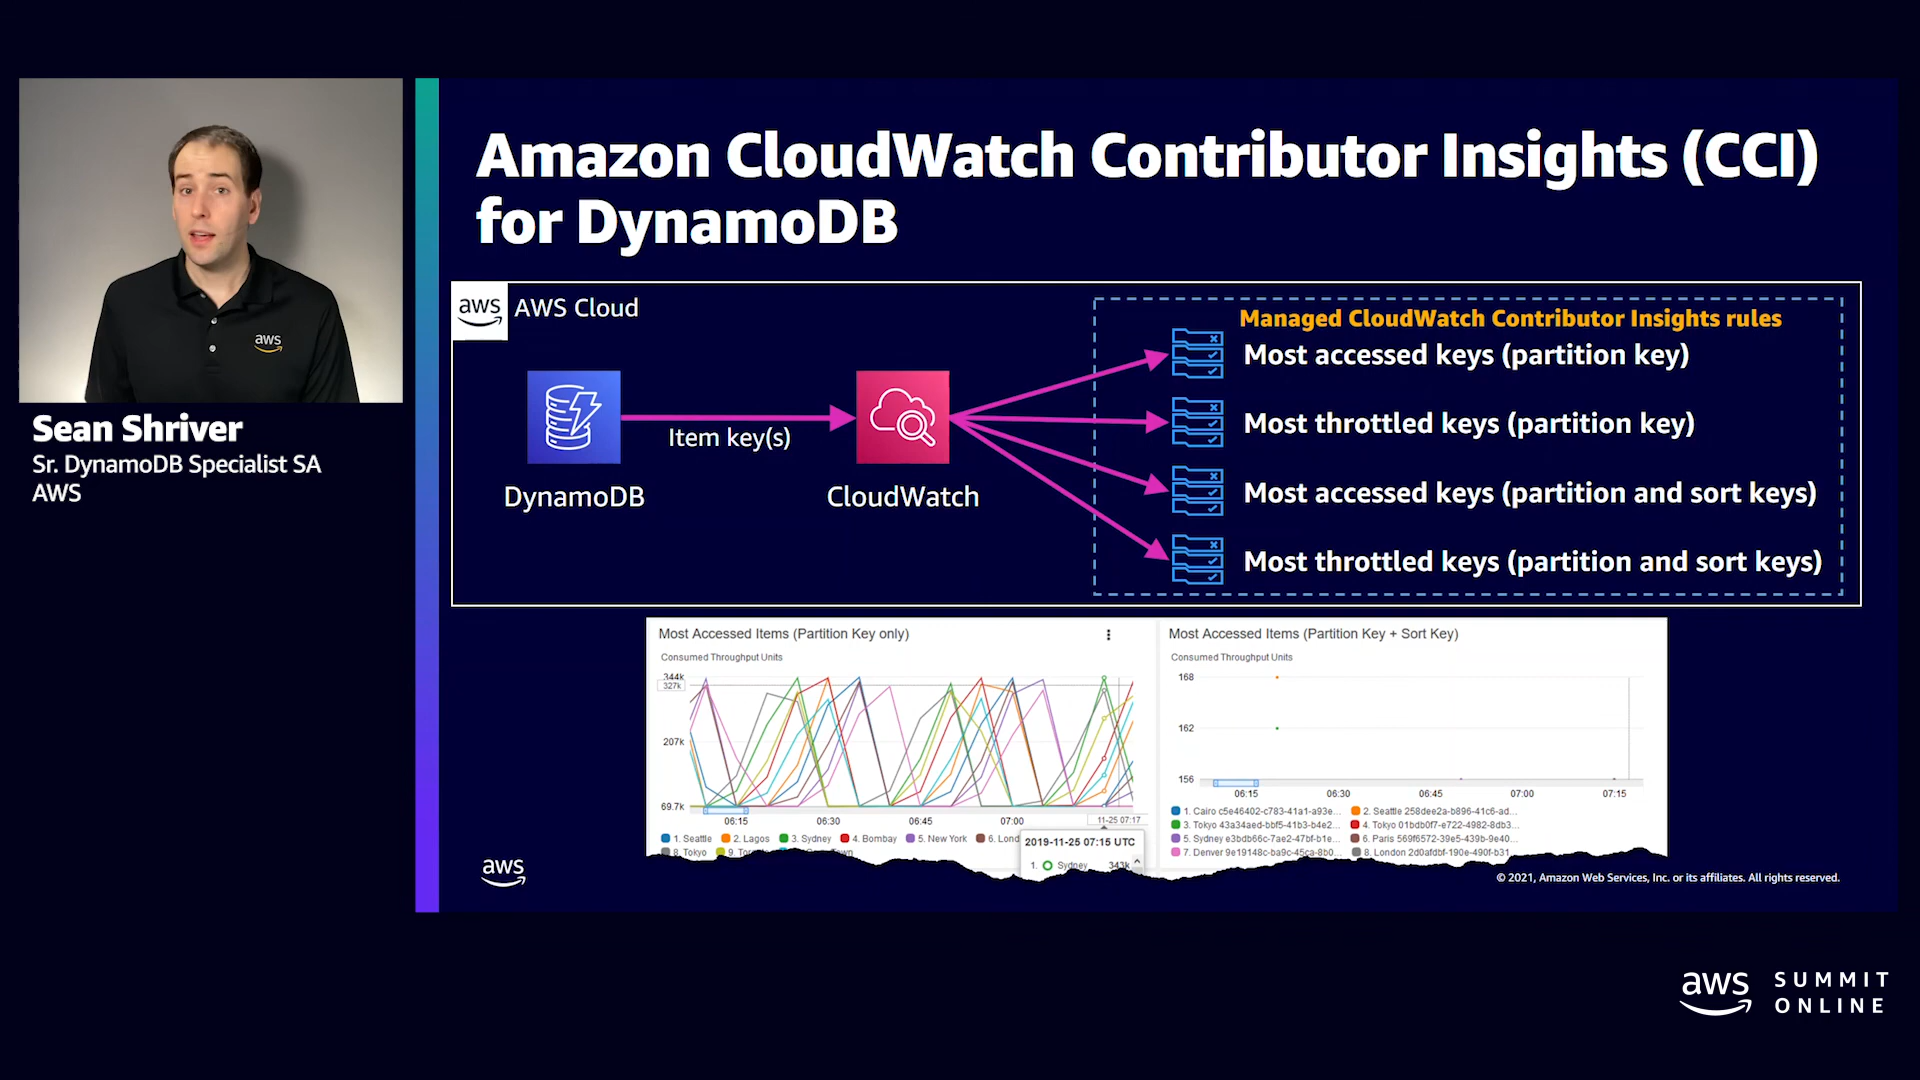 Amazon CloudWatch Contributor Insights (CCI)
for DynamoDB
aws
Sean Shriver
Sr. DynamoDB Specialist SA
AWS
aws AWS Cloud
DynamoDB
Item key(s)
CloudWatch
Managed CloudWatch Contributor Insights rules
Most accessed keys (partition key)
Most throttled keys (partition key)
Most accessed keys (partition and sort keys)
Most throttled keys (partition and sort keys)
Most Accessed Items (Partition Key only)
Consumed Throughput Units
344k
327k
207k
69.7k
06:15 06:30 06:45 07:00 11-25 07:17
1. Seattle 2. Lagos 3. Sydney 4. Bombay 5. New York 6. Lond
8. Tokyo 9.
2019-11-25 07:15 UTC
1. Sydney 343k
Most Accessed Items (Partition Key + Sort Key)
Consumed Throughput Units
168
162
156
06:15 06:30 06:45 07:00 07:15
1. Cairo c5e46402-c783-41a1-a93e... 2. Seattle 258dee2a-b896-41c6-ad...
3. Tokyo 43a34aed-bbf5-41b3-b4e2... 4. Tokyo 01bdb0f7-e722-4982-8db3...
5. Sydney e3bdb66c-7ae2-47bf-b1e... 6. Paris 569f6572-39e5-439b-9e40...
7. Denver 9e19148c-ba9c-45ca-8b0... 8. London 2d0afdbf-190e-490f-b31
aws
© 2021, Amazon Web Services, Inc. or its affiliates. All rights reserved.
aws SUMMIT
ONLINE